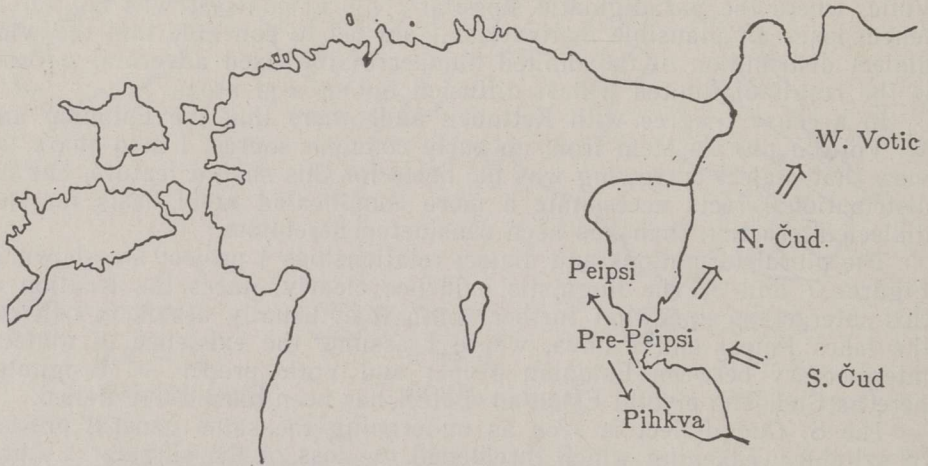 W. Votic
N. Čud.
Peipsi
Pre-Peipsi
S. Čud
Pihkva